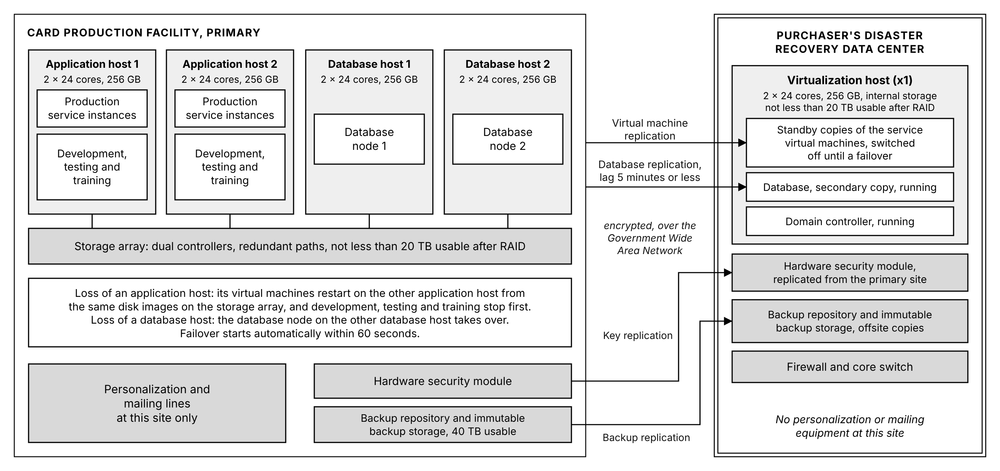 CARD PRODUCTION FACILITY, PRIMARY
Application host 1
2 × 24 cores, 256 GB
Production
service instances
Development,
testing and
training
Application host 2
2 × 24 cores, 256 GB
Production
service instances
Development,
testing and
training
Database host 1
2 × 24 cores, 256 GB
Database
node 1
Database host 2
2 × 24 cores, 256 GB
Database
node 2
Storage array: dual controllers, redundant paths, not less than 20 TB usable after RAID
Loss of an application host: its virtual machines restart on the other application host from
the same disk images on the storage array, and development, testing and training stop first.
Loss of a database host: the database node on the other database host takes over.
Failover starts automatically within 60 seconds.
Personalization and
mailing lines
at this site only
Hardware security module
Backup repository and immutable
backup storage, 40 TB usable
Virtual machine
replication
Database replication,
lag 5 minutes or less
encrypted, over the
Government Wide
Area Network
Key replication
Backup replication
PURCHASER'S DISASTER
RECOVERY DATA CENTER
Virtualization host (x1)
2 × 24 cores, 256 GB, internal storage
not less than 20 TB usable after RAID
Standby copies of the service
virtual machines, switched
off until a failover
Database, secondary copy, running
Domain controller, running
Hardware security module,
replicated from the primary site
Backup repository and immutable
backup storage, offsite copies
Firewall and core switch
No personalization or mailing
equipment at this site